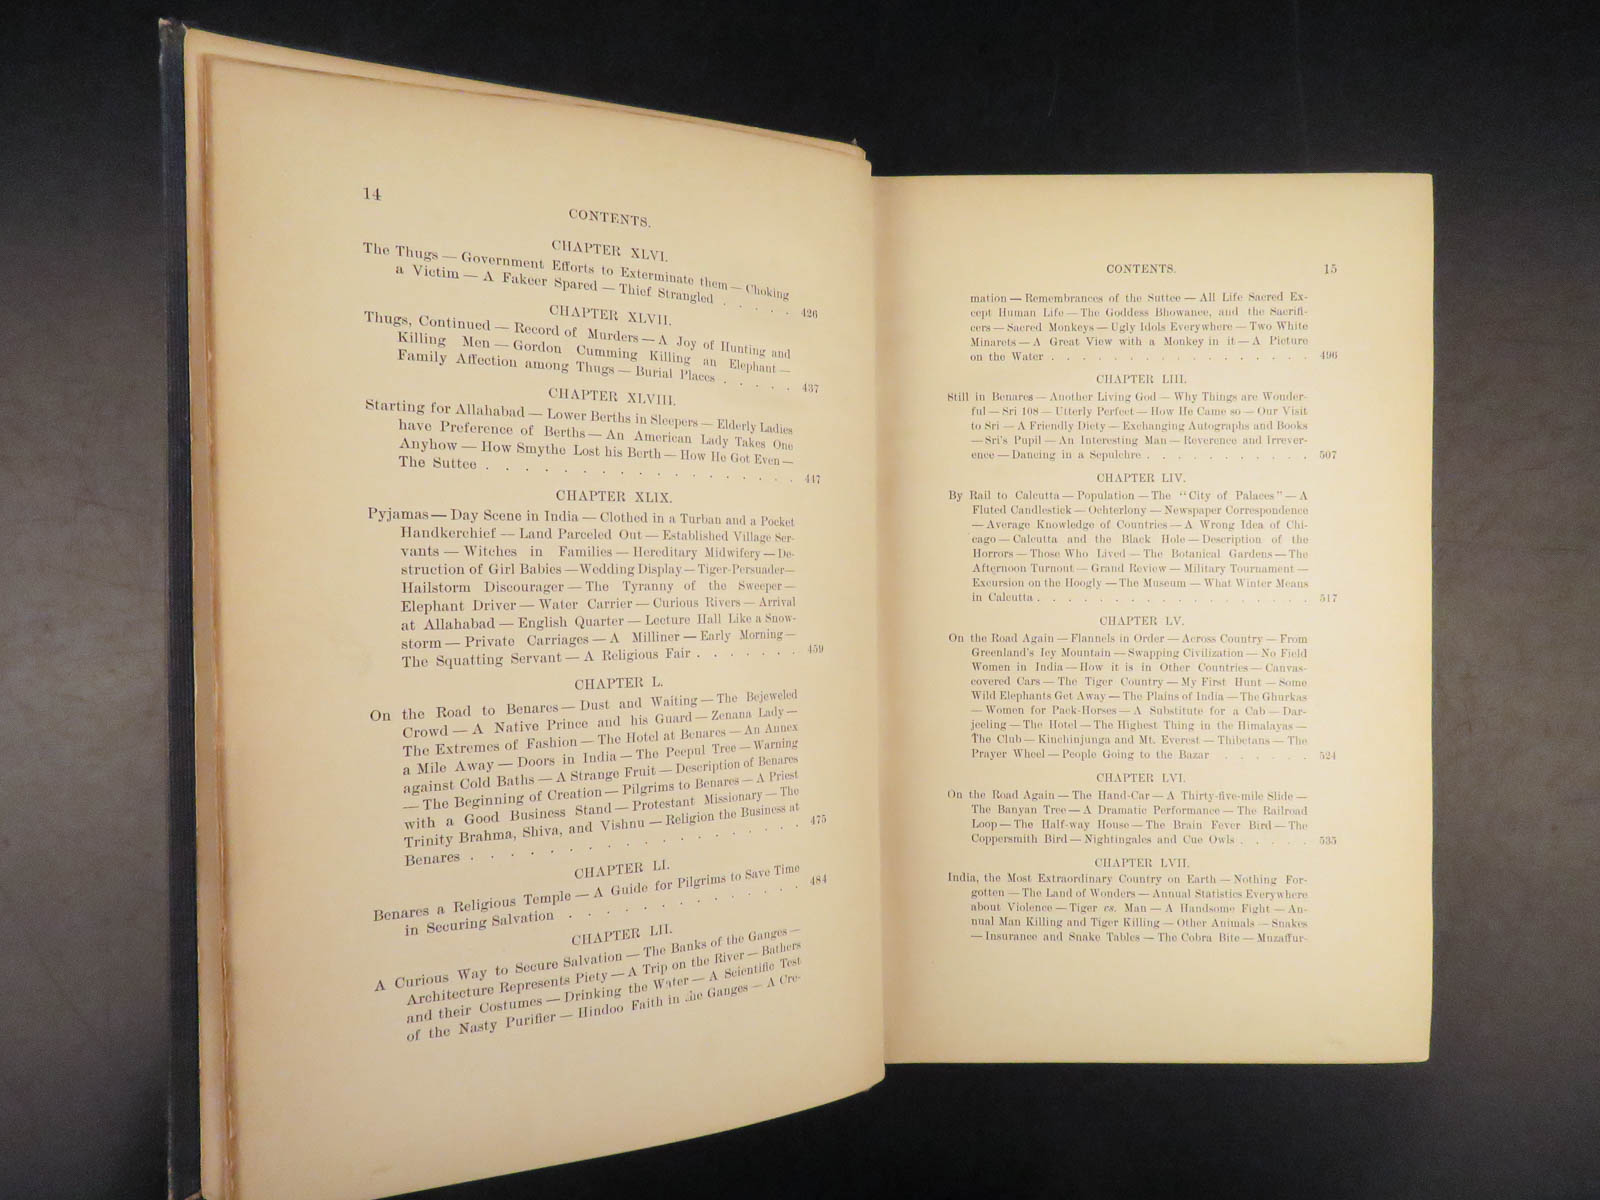 14
CONTENTS.
CHAPTER XLVI.
The Thugs — Government Efforts to Exterminate them — Choking
a Victim — A Fakeer Spared — Thief Strangled . . . . . 426
CHAPTER XLVII.
Thugs, Continued — Record of Murders — A Joy of Hunting and
Killing Men — Gordon Cumming Killing an Elephant —
Family Affection among Thugs — Burial Places . . . . . 437
CHAPTER XLVIII.
Starting for Allahabad — Lower Berths in Sleepers — Elderly Ladies
have Preference of Berths — An American Lady Takes One
Anyhow — How Smythe Lost his Berth — How He Got Even —
The Suttee . . . . . . . . . . . . . . . . 447
CHAPTER XLIX.
Pyjamas — Day Scene in India — Clothed in a Turban and a Pocket
Handkerchief — Land Parceled Out — Established Village Ser-
vants — Witches in Families — Hereditary Midwifery — De-
struction of Girl Babies — Wedding Display — Tiger-Persuader—
Hailstorm Discourager — The Tyranny of the Sweeper —
Elephant Driver — Water Carrier — Curious Rivers — Arrival
at Allahabad — English Quarter — Lecture Hall Like a Snow-
storm — Private Carriages — A Milliner — Early Morning —
The Squatting Servant — A Religious Fair . . . . . . . 459
CHAPTER L.
On the Road to Benares — Dust and Waiting — The Bejeweled
Crowd — A Native Prince and his Guard — Zenana Lady —
The Extremes of Fashion — The Hotel at Benares — An Annex
a Mile Away — Doors in India — The Peepul Tree — Warning
against Cold Baths — A Strange Fruit — Description of Benares
— The Beginning of Creation — Pilgrims to Benares — A Priest
with a Good Business Stand — Protestant Missionary — The
Trinity Brahma, Shiva, and Vishnu — Religion the Business at
Benares . . . . . . . . . . . . . . . . 475
CHAPTER LI.
Benares a Religious Temple — A Guide for Pilgrims to Save Time
in Securing Salvation . . . . . . . . . . . . 484
CHAPTER LII.
A Curious Way to Secure Salvation — The Banks of the Ganges —
Architecture Represents Piety — A Trip on the River — Bathers
and their Costumes — Drinking the Water — A Scientific Test
of the Nasty Purifier — Hindoo Faith in the Ganges — A Cre-
CONTENTS. 15
mation — Remembrances of the Suttee — All Life Sacred Ex-
cept Human Life — The Goddess Bhowanee, and the Sacrifi-
cers — Sacred Monkeys — Ugly Idols Everywhere — Two White
Minarets — A Great View with a Monkey in it — A Picture
on the Water . . . . . . . . . . . . . . . . . . 496
CHAPTER LIII.
Still in Benares — Another Living God — Why Things are Wonder-
ful — Sri 108 — Utterly Perfect — How He Came so — Our Visit
to Sri — A Friendly Diety — Exchanging Autographs and Books
— Sri's Pupil — An Interesting Man — Reverence and Irrever-
ence — Dancing in a Sepulchre . . . . . . . . . . . 507
CHAPTER LIV.
By Rail to Calcutta — Population — The "City of Palaces" — A
Fluted Candlestick — Ochterlony — Newspaper Correspondence
— Average Knowledge of Countries — A Wrong Idea of Chi-
cago — Calcutta and the Black Hole — Description of the
Horrors — Those Who Lived — The Botanical Gardens — The
Afternoon Turnout — Grand Review — Military Tournament —
Excursion on the Hoogly — The Museum — What Winter Means
in Calcutta . . . . . . . . . . . . . . . . . . . 517
CHAPTER LV.
On the Road Again — Flannels in Order — Across Country — From
Greenland's Icy Mountain — Swapping Civilization — No Field
Women in India — How it is in Other Countries — Canvas-
covered Cars — The Tiger Country — My First Hunt — Some
Wild Elephants Get Away — The Plains of India — The Ghurkas
— Women for Pack-Horses — A Substitute for a Cab — Dar-
jeeling — The Hotel — The Highest Thing in the Himalayas —
The Club — Kinchinjunga and Mt. Everest — Thibetans — The
Prayer Wheel — People Going to the Bazar . . . . . . 524
CHAPTER LVI.
On the Road Again — The Hand-Car — A Thirty-five-mile Slide —
The Banyan Tree — A Dramatic Performance — The Railroad
Loop — The Half-way House — The Brain Fever Bird — The
Coppersmith Bird — Nightingales and Cue Owls . . . . . 535
CHAPTER LVII.
India, the Most Extraordinary Country on Earth — Nothing For-
gotten — The Land of Wonders — Annual Statistics Everywhere
about Violence — Tiger vs. Man — A Handsome Fight — An-
nual Man Killing and Tiger Killing — Other Animals — Snakes
— Insurance and Snake Tables — The Cobra Bite — Muzaffur-